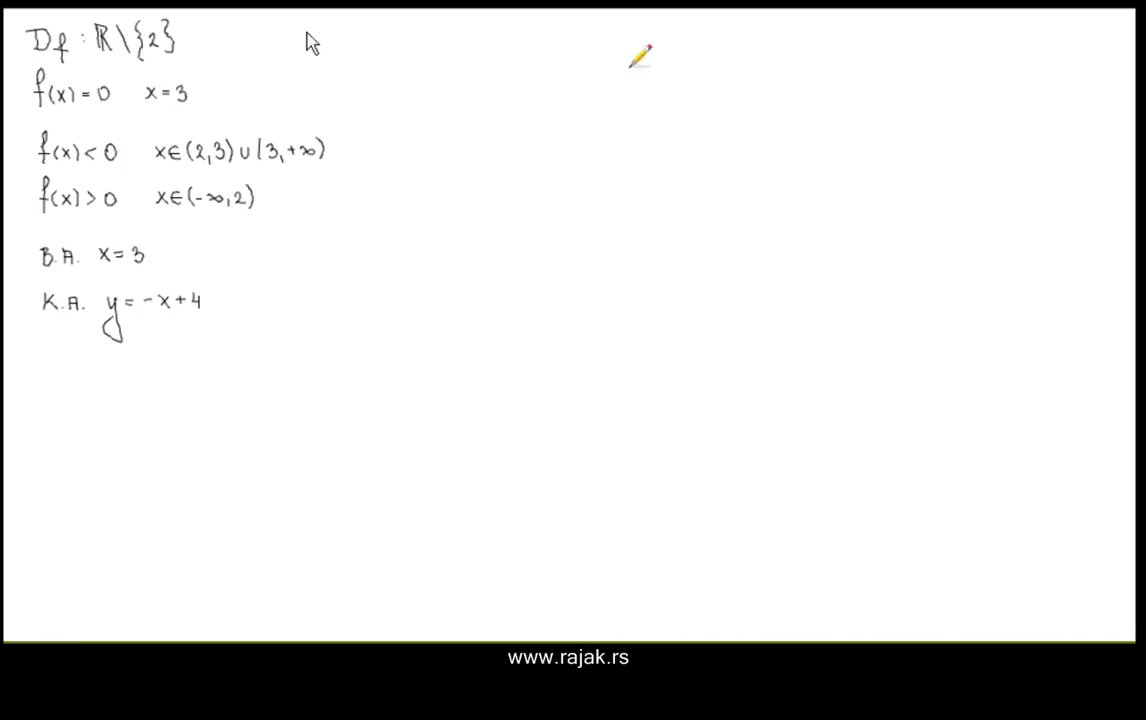 Df : ℝ\{2}
f(x)=0 x=3
f(x)<0 x∈(2,3)∪(3,+∞)
f(x)>0 x∈(-∞,2)
B.A. x=3
K.A. y=-x+4
www.rajak.rs